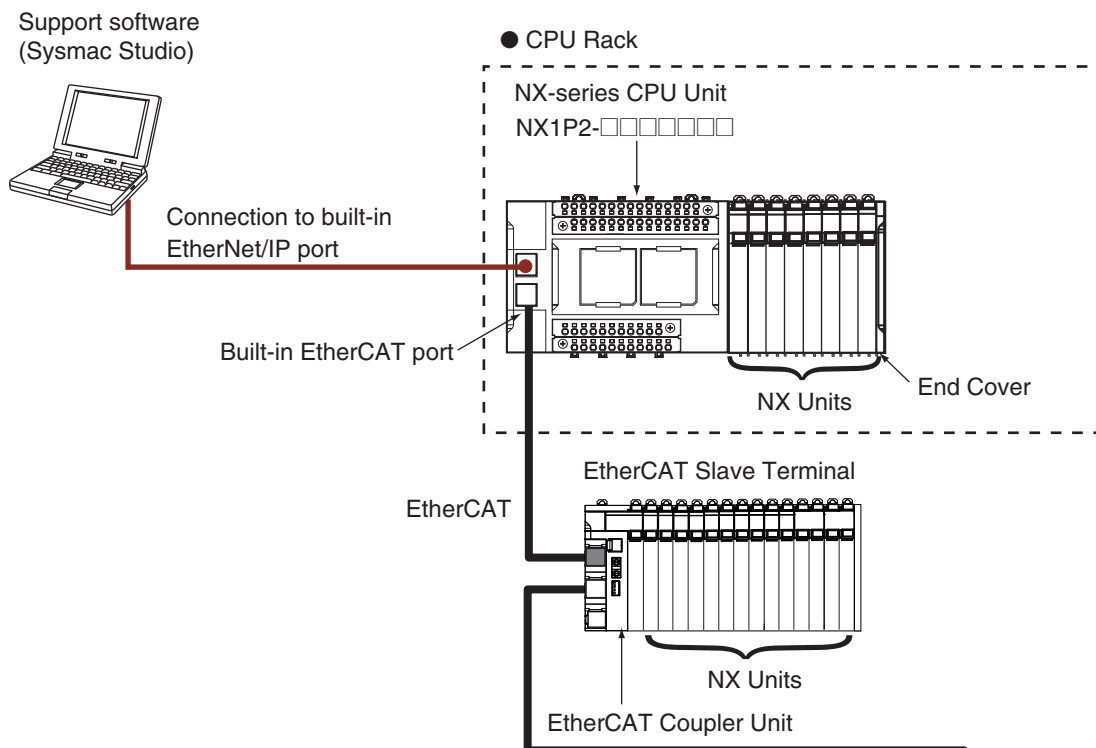 Support software
(Sysmac Studio)
● CPU Rack
NX-series CPU Unit
NX1P2-□□□□□□□
Connection to built-in
EtherNet/IP port
Built-in EtherCAT port
End Cover
NX Units
EtherCAT Slave Terminal
EtherCAT
NX Units
EtherCAT Coupler Unit